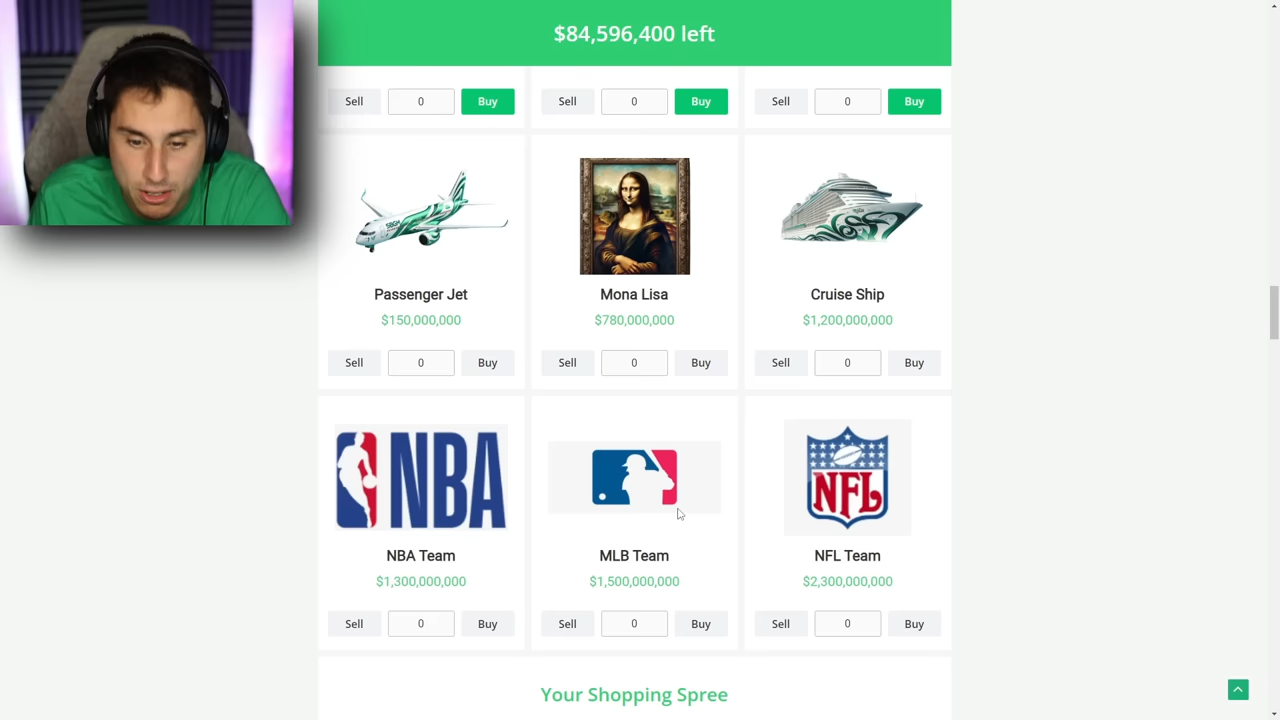 $84,596,400 left
Sell 0 Buy Sell 0 Buy Sell 0 Buy
Passenger Jet Mona Lisa Cruise Ship
$150,000,000 $780,000,000 $1,200,000,000
Sell 0 Buy Sell 0 Buy Sell 0 Buy
NBA NFL
NBA Team MLB Team NFL Team
$1,300,000,000 $1,500,000,000 $2,300,000,000
Sell 0 Buy Sell 0 Buy Sell 0 Buy
Your Shopping Spree